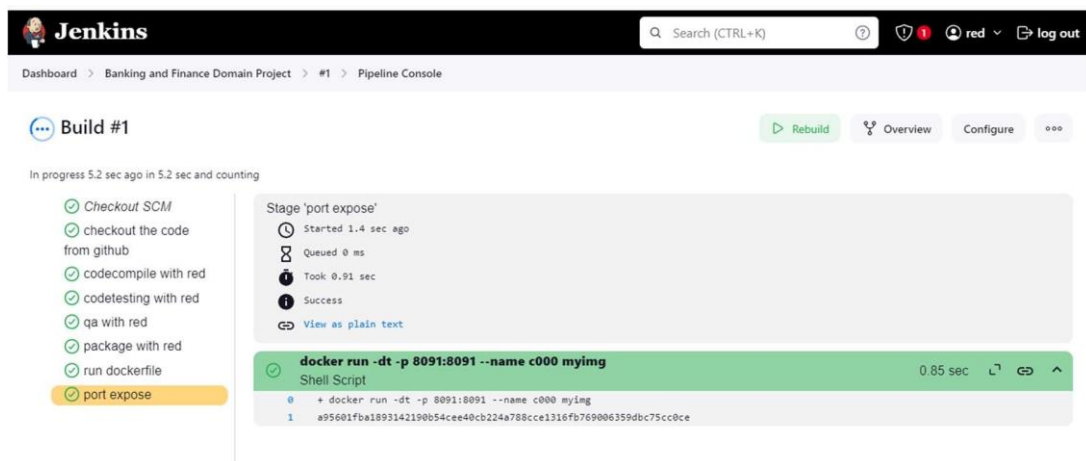 Jenkins
Search (CTRL+K)
1
red
log out
Dashboard > Banking and Finance Domain Project > #1 > Pipeline Console
Build #1
Rebuild
Overview
Configure
In progress 5.2 sec ago in 5.2 sec and counting
Checkout SCM
checkout the code
from github
codecompile with red
codetesting with red
qa with red
package with red
run dockerfile
port expose
Stage 'port expose'
Started 1.4 sec ago
Queued 0 ms
Took 0.91 sec
Success
View as plain text
docker run -dt -p 8091:8091 --name c000 myimg
Shell Script
0.85 sec
0 + docker run -dt -p 8091:8091 --name c000 myimg
1 a95601fba1893142190b54cee40cb224a788cce1316fb769006359dbc75cc0ce